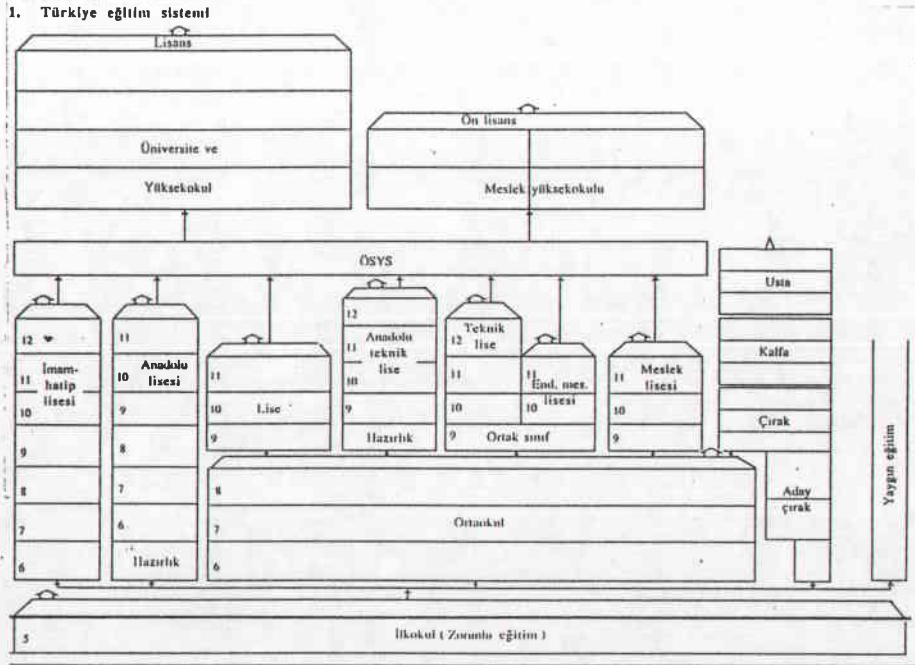 1. Türkiye eğitim sistemi
Lisans
Üniversite ve
Yüksekokul
Ön lisans
Meslek yüksekokulu
ÖSYS
Usta
Kalfa
Çırak
Aday
çırak
Yaygın eğitim
12
İmam-
11 hatip
lisesi
10
9
8
7
6
11
Anadolu
10 lisesi
9
8
7
6
Hazırlık
11
10 Lise
9
12
Anadolu
11 teknik
lise
10
9
Hazırlık
Teknik
12 lise
11
10
11
End. mes.
lisesi
10
9 Ortak sınıf
11 Meslek
lisesi
10
9
8
Ortaokul
7
6
5 İlkokul ( Zorunlu eğitim )